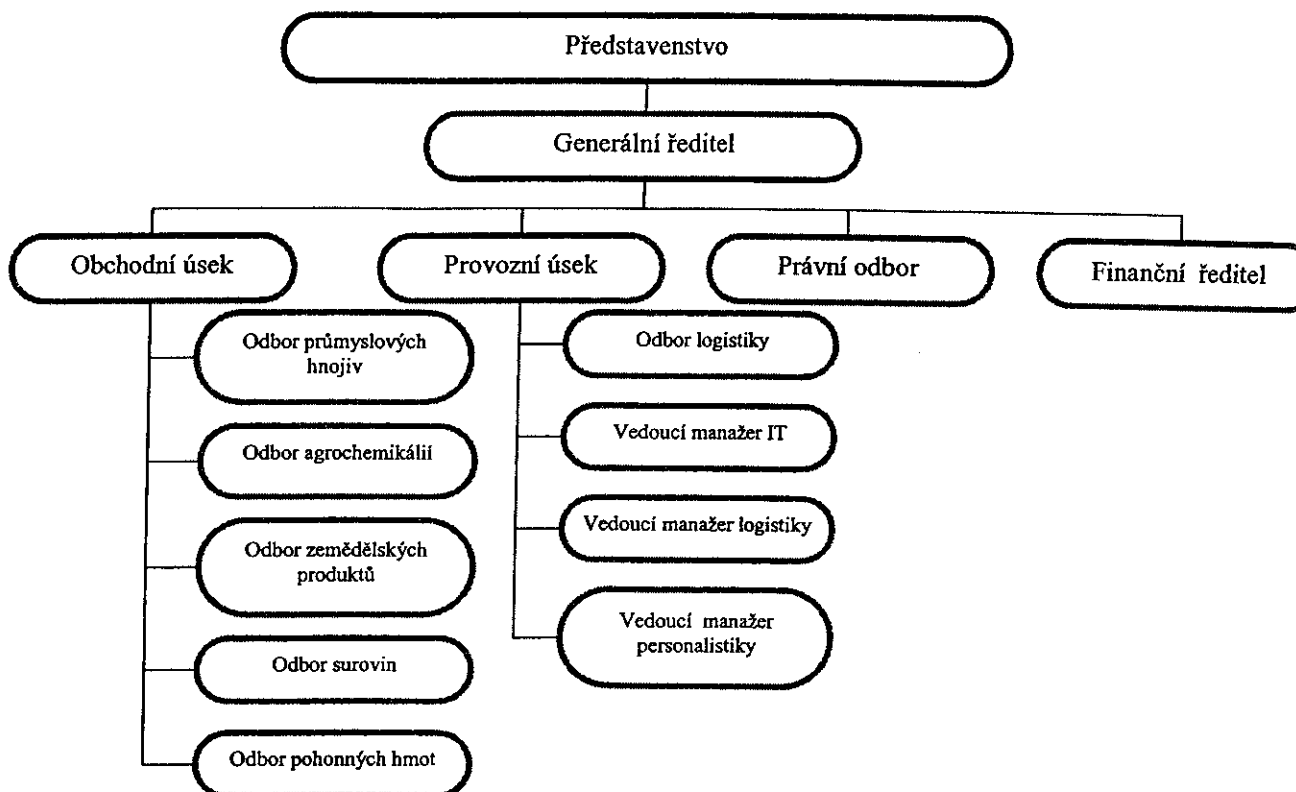 Představenstvo
Generální ředitel
Obchodní úsek
Provozní úsek
Právní odbor
Finanční ředitel
Odbor průmyslových
hnojiv
Odbor agrochemikálií
Odbor zemědělských
produktů
Odbor surovin
Odbor pohonných hmot
Odbor logistiky
Vedoucí manažer IT
Vedoucí manažer logistiky
Vedoucí manažer
personalistiky